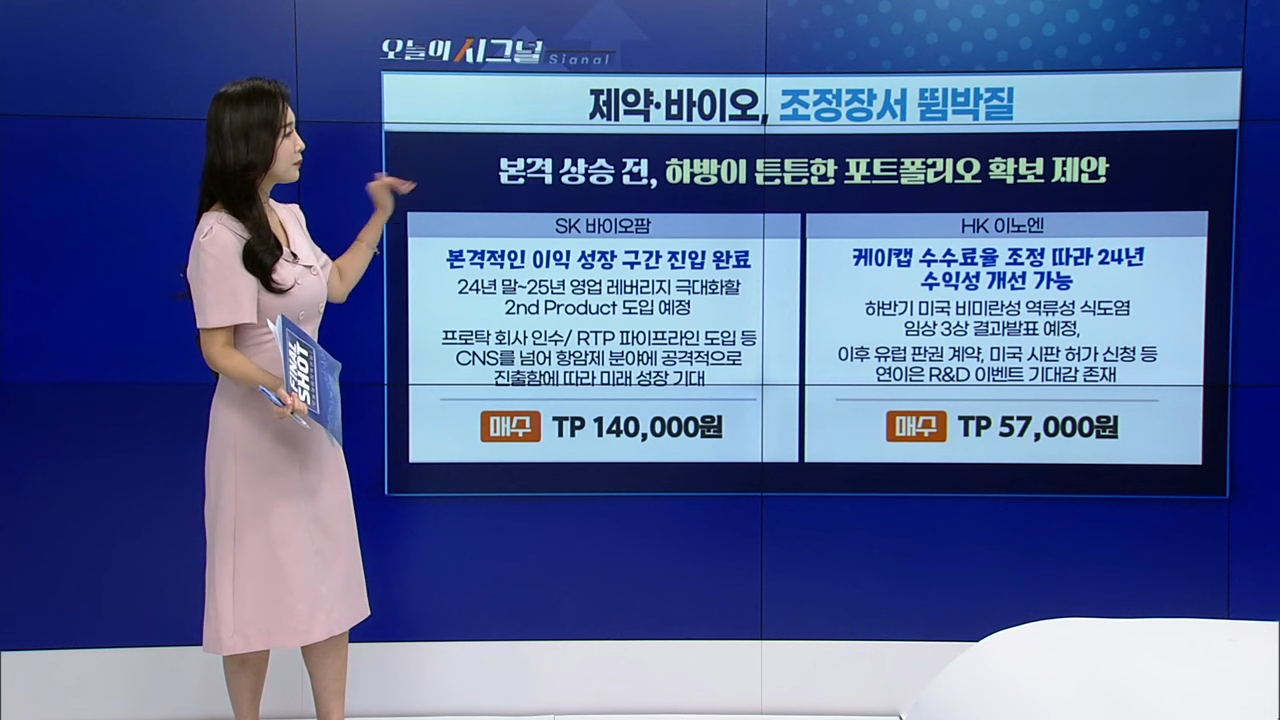 오늘의 시그널
Signal
제약·바이오, 조정장서 뜀박질
본격 상승 전, 하방이 튼튼한 포트폴리오 확보 제안
SK 바이오팜
본격적인 이익 성장 구간 진입 완료
24년 말~25년 영업 레버리지 극대화할
2nd Product 도입 예정
프로탁 회사 인수/ RTP 파이프라인 도입 등
CNS를 넘어 항암제 분야에 공격적으로
진출함에 따라 미래 성장 기대
매수 TP 140,000원
HK 이노엔
케이캡 수수료율 조정 따라 24년
수익성 개선 가능
하반기 미국 비미란성 역류성 식도염
임상 3상 결과발표 예정,
이후 유럽 판권 계약, 미국 시판 허가 신청 등
연이은 R&D 이벤트 기대감 존재
매수 TP 57,000원
FINAL
SHOT